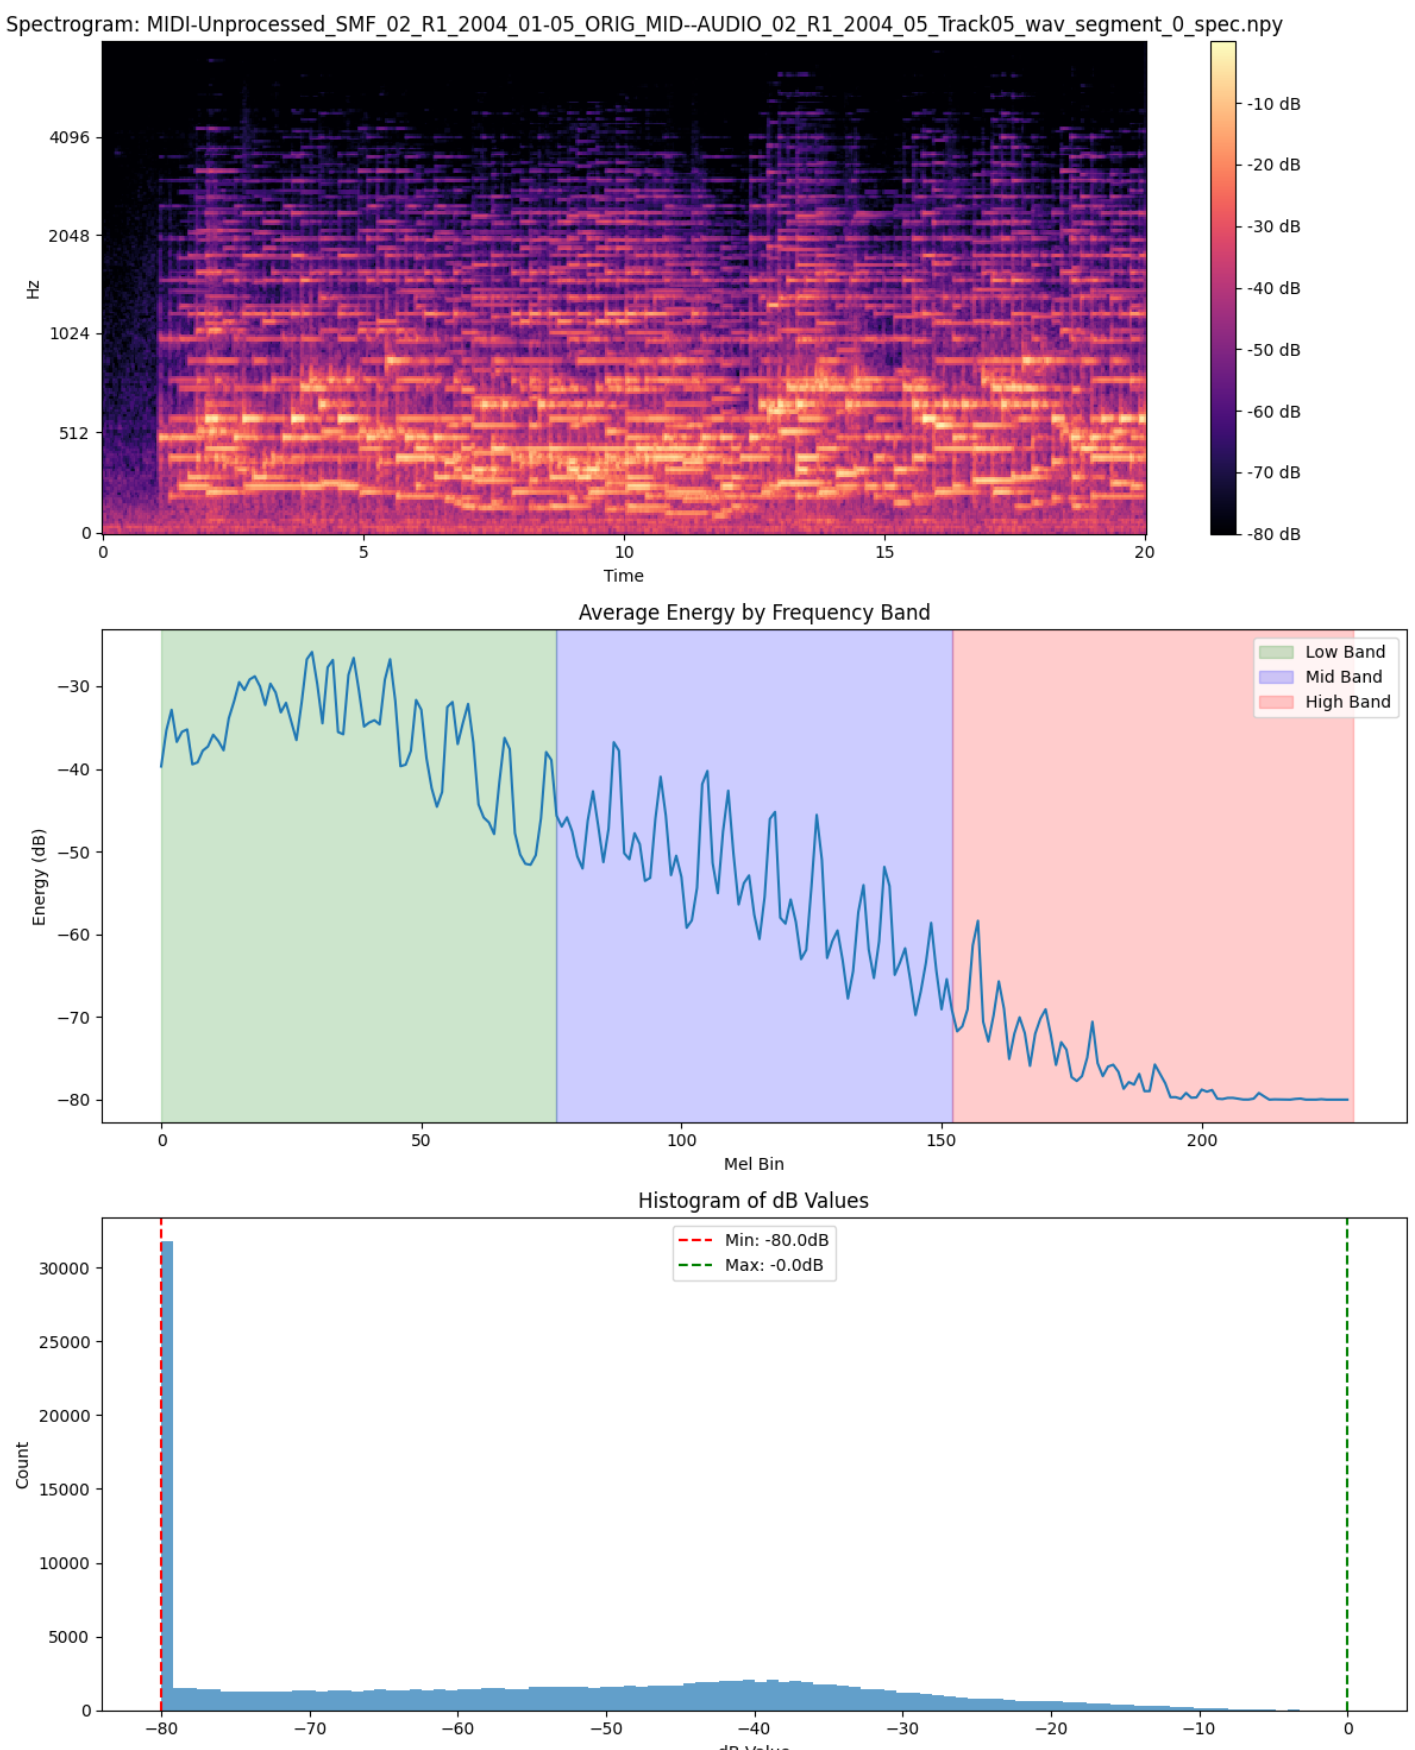 Spectrogram: MIDI-Unprocessed_SMF_02_R1_2004_01-05_ORIG_MID--AUDIO_02_R1_2004_05_Track05_wav_segment_0_spec.npy
Hz
4096
2048
1024
512
0
0 5 10 15 20
Time
-10 dB
-20 dB
-30 dB
-40 dB
-50 dB
-60 dB
-70 dB
-80 dB
Average Energy by Frequency Band
Energy (dB)
−30
−40
−50
−60
−70
−80
Low Band
Mid Band
High Band
0 50 100 150 200
Mel Bin
Histogram of dB Values
Count
30000
25000
20000
15000
10000
5000
0
Min: -80.0dB
Max: -0.0dB
−80 −70 −60 −50 −40 −30 −20 −10 0
dB Value